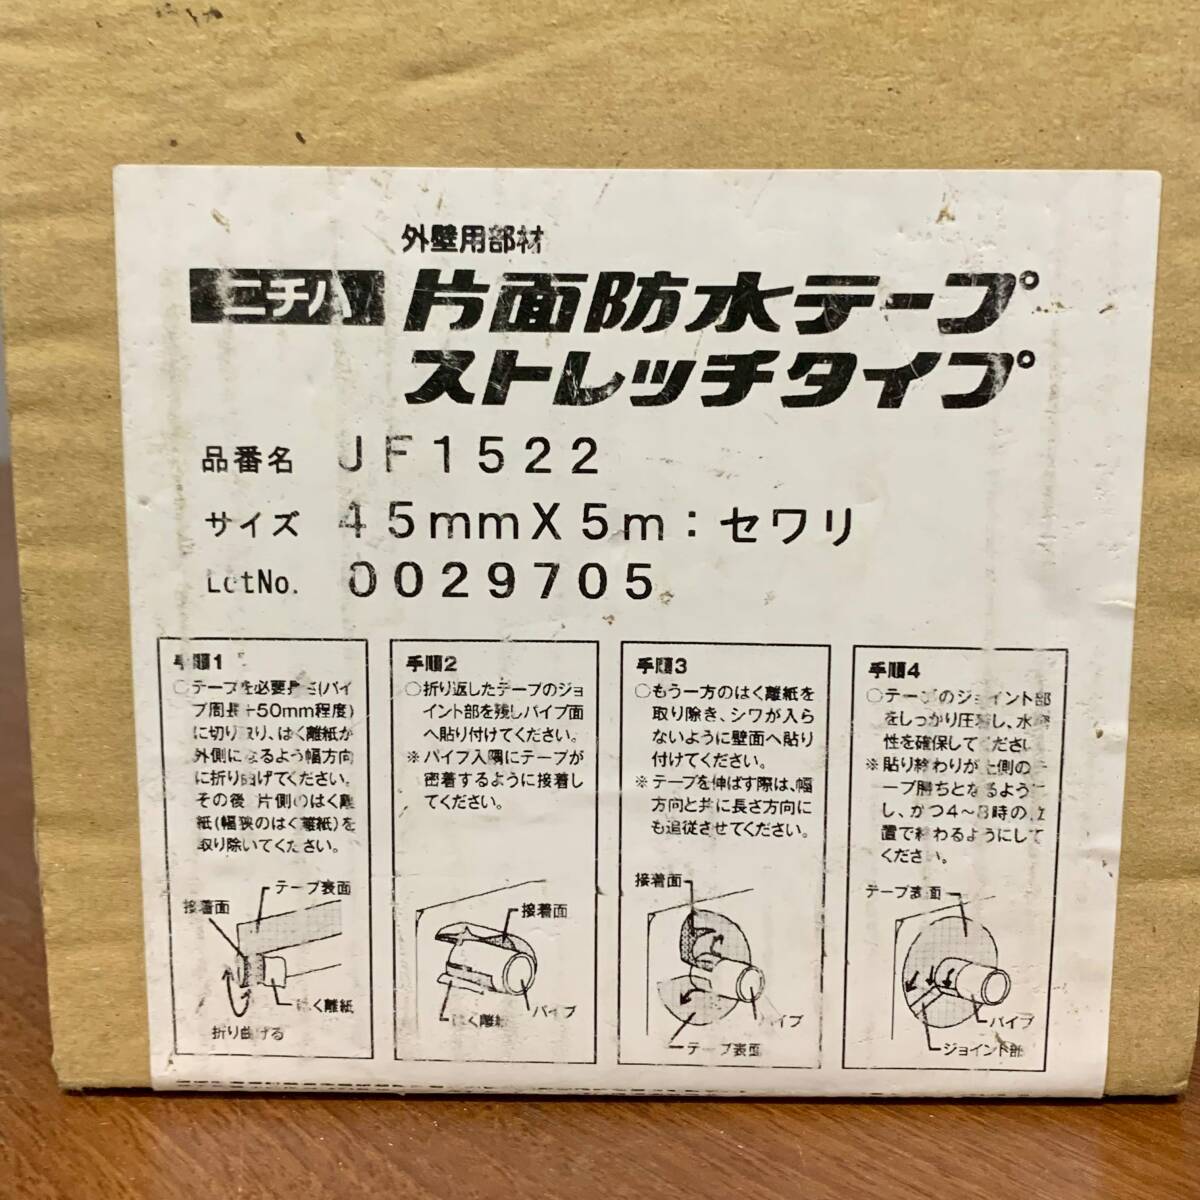 外壁用部材
ニチハ 片面防水テープ
ストレッチタイプ
品番名 JF1522
サイズ 45mmX5m:セワリ
LotNo. 0029705
手順1
○テープを必要長さ(パイ
プ周長+50mm程度)
に切り取り、はく離紙が
外側になるよう幅方向
に折り曲げてください。
その後 片側のはく離
紙(幅狭のはく離紙)を
取り除いてください。
テープ表面
接着面
はく離紙
折り曲げる
手順2
○折り返したテープのジョ
イント部を残しパイプ面
へ貼り付けてください。
※パイプ入隅にテープが
密着するように接着し
てください。
接着面
パイプ
はく離紙
手順3
○もう一方のはく離紙を
取り除き、シワが入ら
ないように壁面へ貼り
付けてください。
※テープを伸ばす際は、幅
方向と共に長さ方向に
も追従させてください。
接着面
パイプ
テープ表面
手順4
○テープのジョイント部
をしっかり圧着し、水密
性を確保してください
※貼り終わりが上側のテ
ープ勝ちとなるように
し、かつ4〜8時の位
置で終わるようにして
ください。
テープ表面
パイプ
ジョイント部